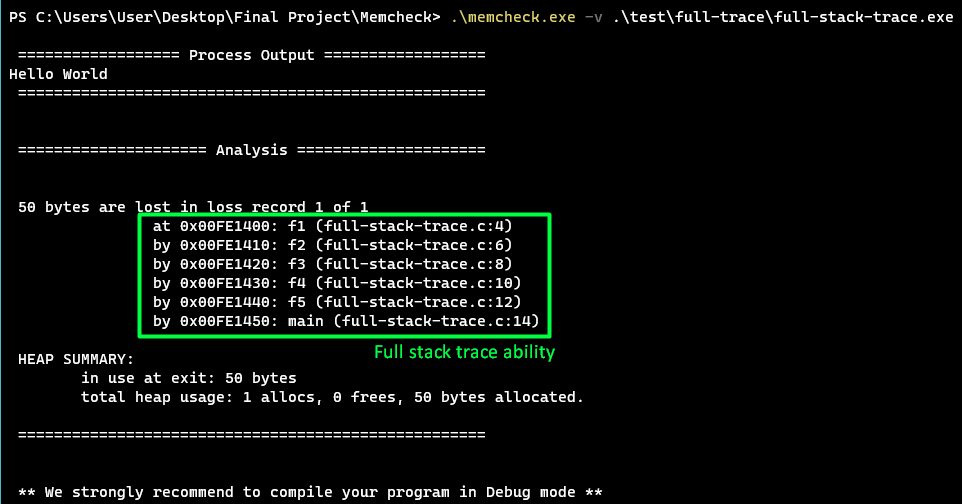 PS C:\Users\User\Desktop\Final Project\Memcheck> .\memcheck.exe -v .\test\full-trace\full-stack-trace.exe
================== Process Output ==================
Hello World
====================================================
===================== Analysis =====================
50 bytes are lost in loss record 1 of 1
at 0x00FE1400: f1 (full-stack-trace.c:4)
by 0x00FE1410: f2 (full-stack-trace.c:6)
by 0x00FE1420: f3 (full-stack-trace.c:8)
by 0x00FE1430: f4 (full-stack-trace.c:10)
by 0x00FE1440: f5 (full-stack-trace.c:12)
by 0x00FE1450: main (full-stack-trace.c:14)
Full stack trace ability
HEAP SUMMARY:
in use at exit: 50 bytes
total heap usage: 1 allocs, 0 frees, 50 bytes allocated.
====================================================
** We strongly recommend to compile your program in Debug mode **